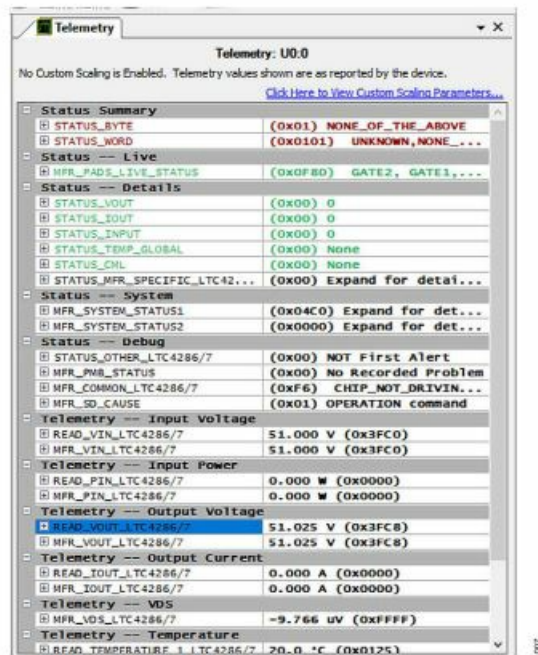 Telemetry
Telemetry: U0:0
No Custom Scaling is Enabled. Telemetry values shown are as reported by the device.
Click Here to View Custom Scaling Parameters...
Status Summary
STATUS_BYTE (0x01) NONE_OF_THE_ABOVE
STATUS_WORD (0x0101) UNKNOWN,NONE_...
Status -- Live
MFR_PADS_LIVE_STATUS (0x0F8D) GATE2, GATE1,...
Status -- Details
STATUS_VOUT (0x00) 0
STATUS_IOUT (0x00) 0
STATUS_INPUT (0x00) 0
STATUS_TEMP_GLOBAL (0x00) None
STATUS_CML (0x00) None
STATUS_MFR_SPECIFIC_LTC42... (0x00) Expand for detai...
Status -- System
MFR_SYSTEM_STATUS1 (0x04C0) Expand for det...
MFR_SYSTEM_STATUS2 (0x0000) Expand for det...
Status -- Debug
STATUS_OTHER_LTC4286/7 (0x00) NOT First Alert
MFR_PMB_STATUS (0x00) No Recorded Problem
MFR_COMMON_LTC4286/7 (0xF6) CHIP_NOT_DRIVIN...
MFR_SD_CAUSE (0x01) OPERATION command
Telemetry -- Input Voltage
READ_VIN_LTC4286/7 51.000 V (0x3FC0)
MFR_VIN_LTC4286/7 51.000 V (0x3FC0)
Telemetry -- Input Power
READ_PIN_LTC4286/7 0.000 W (0x0000)
MFR_PIN_LTC4286/7 0.000 W (0x0000)
Telemetry -- Output Voltage
READ_VOUT_LTC4286/7 51.025 V (0x3FC8)
MFR_VOUT_LTC4286/7 51.025 V (0x3FC8)
Telemetry -- Output Current
READ_IOUT_LTC4286/7 0.000 A (0x0000)
MFR_IOUT_LTC4286/7 0.000 A (0x0000)
Telemetry -- VDS
MFR_VDS_LTC4286/7 -9.766 uV (0xFFFF)
Telemetry -- Temperature
READ_TEMPERATURE_1_LTC4286/7 20.0 °C (0x0125)